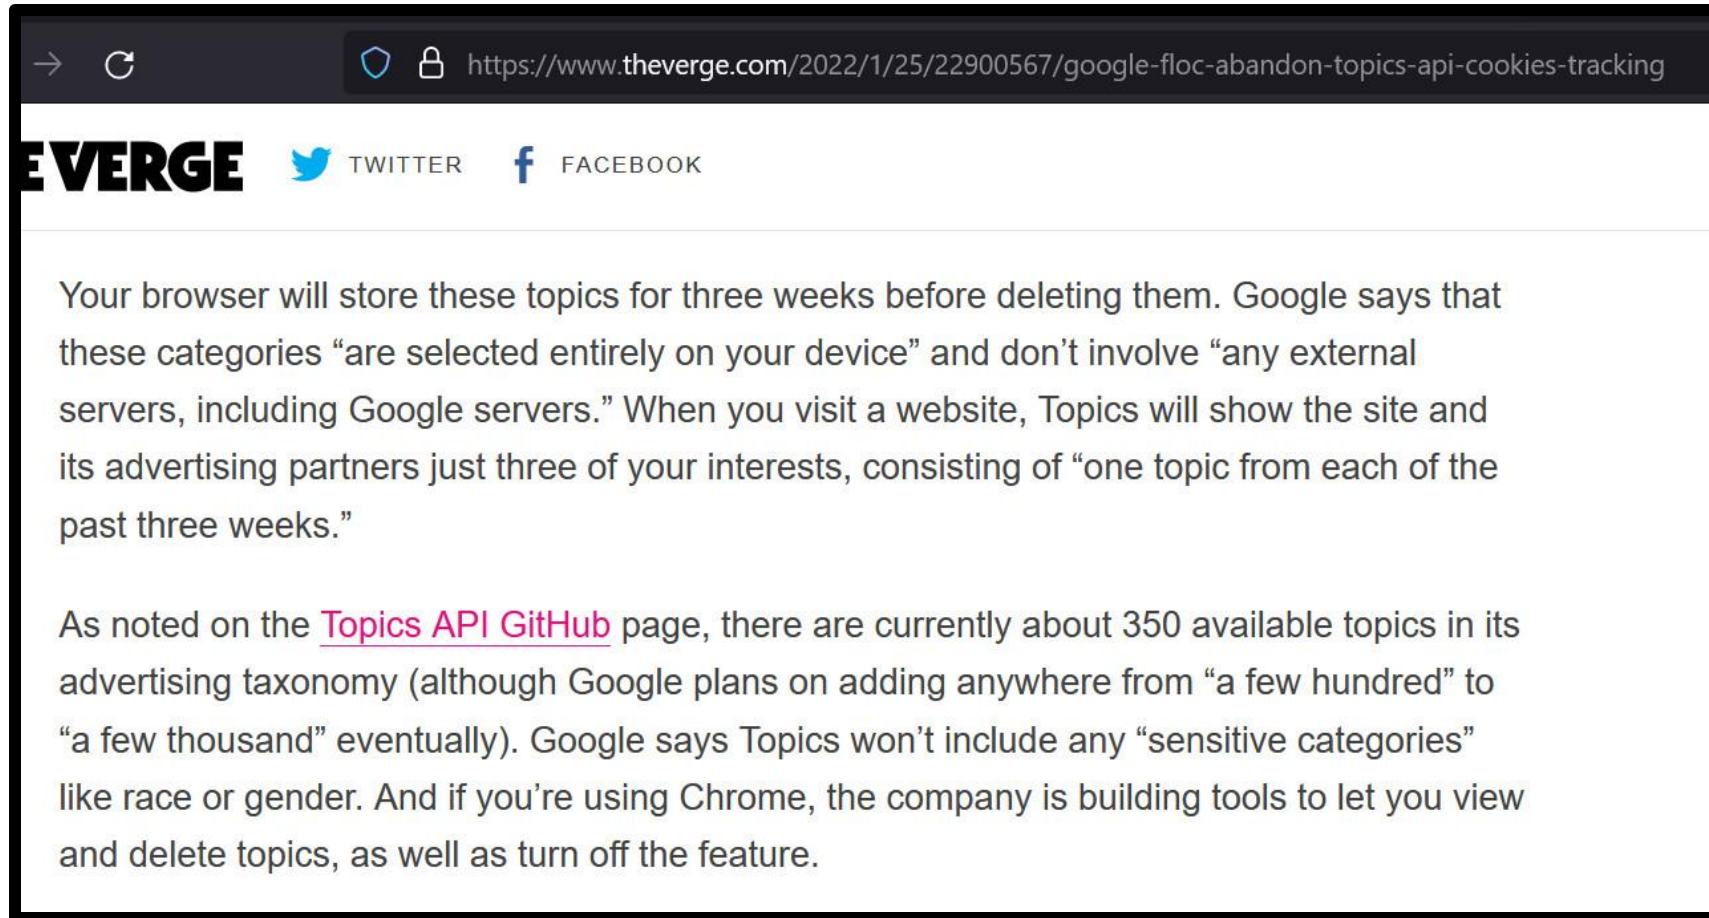 https://www.theverge.com/2022/1/25/22900567/google-floc-abandon-topics-api-cookies-tracking
E VERGE TWITTER FACEBOOK
Your browser will store these topics for three weeks before deleting them. Google says that
these categories “are selected entirely on your device” and don’t involve “any external
servers, including Google servers.” When you visit a website, Topics will show the site and
its advertising partners just three of your interests, consisting of “one topic from each of the
past three weeks.”
As noted on the Topics API GitHub page, there are currently about 350 available topics in its
advertising taxonomy (although Google plans on adding anywhere from “a few hundred” to
“a few thousand” eventually). Google says Topics won’t include any “sensitive categories”
like race or gender. And if you’re using Chrome, the company is building tools to let you view
and delete topics, as well as turn off the feature.